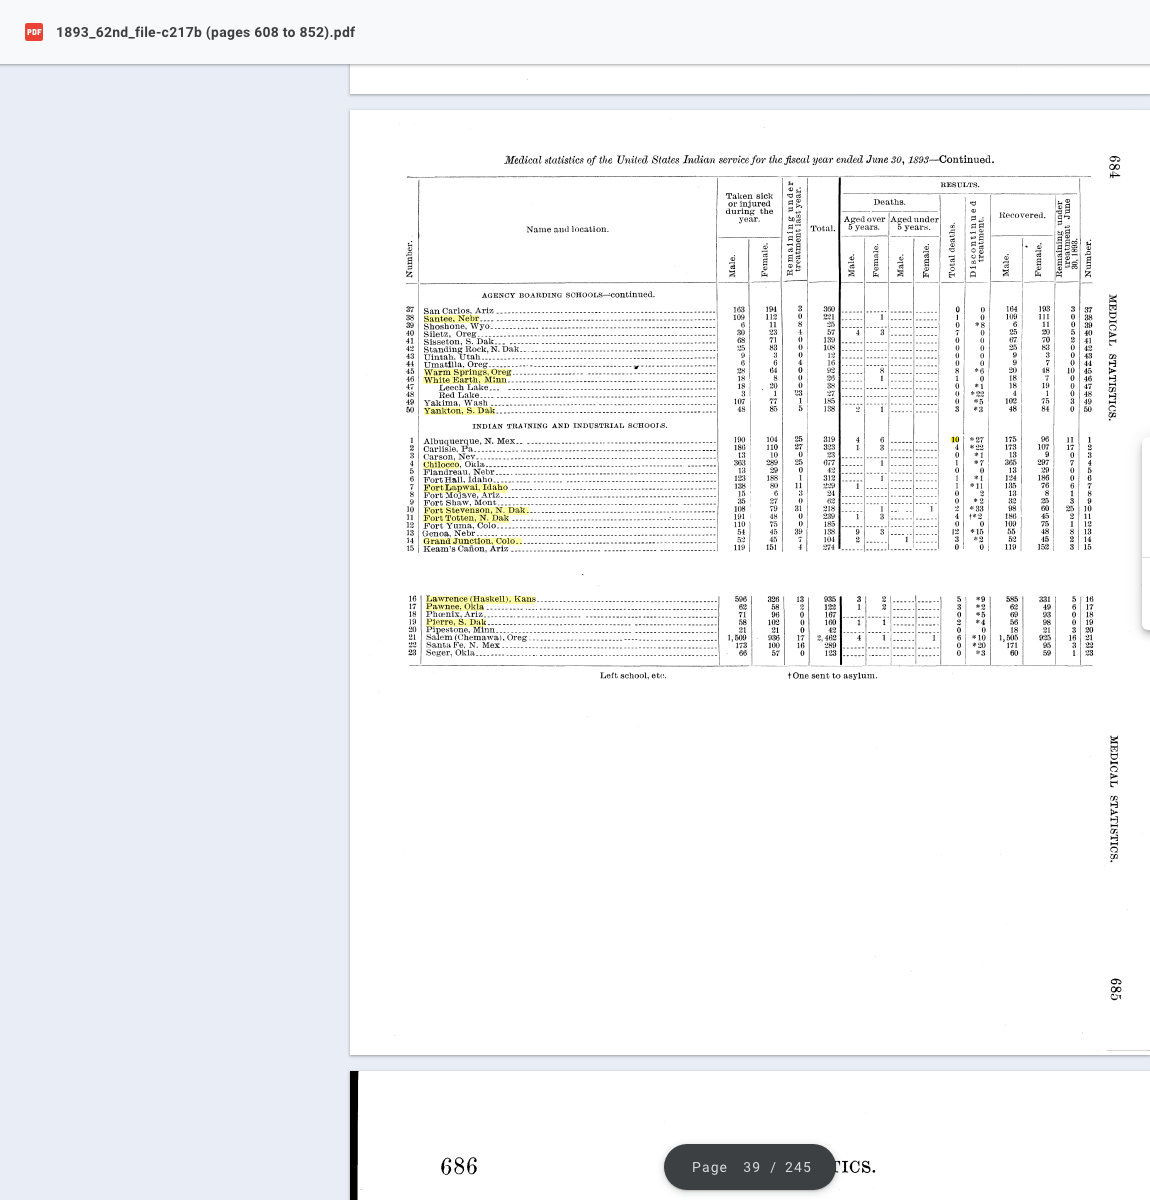 PDF 1893_62nd_file-c217b (pages 608 to 852).pdf
684
Medical statistics of the United States Indian service for the fiscal year ended June 30, 1893—Continued.
Number.
Name and location.
Taken sick or injured during the year.
Male.
Female.
Remaining under treatment last year.
Total.
RESULTS.
Deaths.
Aged over 5 years.
Aged under 5 years.
Male.
Female.
Male.
Female.
Total deaths.
Discontinued treatment.
Recovered.
Male.
Female.
Remaining under treatment June 30, 1893.
Number.
AGENCY BOARDING SCHOOLS—continued.
37 San Carlos, Ariz 163 194 3 360 0 0 164 193 3 37
38 Santee, Nebr 109 112 0 221 1 1 0 109 111 0 38
39 Shoshone, Wyo 6 11 8 25 0 *8 6 11 0 39
40 Siletz, Oreg 30 23 4 57 4 3 7 0 25 20 5 40
41 Sisseton, S. Dak 68 71 0 139 0 0 67 70 2 41
42 Standing Rock, N. Dak 25 83 0 108 0 0 25 83 0 42
43 Uintah, Utah 9 3 0 12 0 0 9 3 0 43
44 Umatilla, Oreg 6 6 4 16 0 0 9 7 0 44
45 Warm Springs, Oreg 28 64 0 92 8 8 *6 20 48 10 45
46 White Earth, Minn 18 8 0 26 1 1 0 18 7 0 46
47 Leech Lake 18 20 0 38 0 *1 18 19 0 47
48 Red Lake 3 1 23 27 0 *22 4 1 0 48
49 Yakima, Wash 107 77 1 185 0 *5 102 75 3 49
50 Yankton, S. Dak 48 85 5 138 2 1 3 *3 48 84 0 50
INDIAN TRAINING AND INDUSTRIAL SCHOOLS.
1 Albuquerque, N. Mex 190 104 25 319 4 6 10 *27 175 96 11 1
2 Carlisle, Pa 186 110 27 323 1 3 4 *22 173 107 17 2
3 Carson, Nev 13 10 0 23 0 *1 13 9 0 3
4 Chilocco, Okla 363 289 25 677 1 1 *7 365 297 7 4
5 Flandreau, Nebr 13 29 0 42 0 0 13 29 0 5
6 Fort Hall, Idaho 123 188 1 312 1 1 *1 124 186 0 6
7 Fort Lapwai, Idaho 138 80 11 229 1 1 *11 135 76 6 7
8 Fort Mojave, Ariz 15 6 3 24 0 2 13 8 1 8
9 Fort Shaw, Mont 35 27 0 62 0 *2 32 25 3 9
10 Fort Stevenson, N. Dak 108 79 31 218 1 1 2 *33 98 60 25 10
11 Fort Totten, N. Dak 191 48 0 239 1 3 4 †*2 186 45 2 11
12 Fort Yuma, Colo 110 75 0 185 0 0 109 75 1 12
13 Genoa, Nebr 54 45 39 138 9 3 12 *15 55 48 8 13
14 Grand Junction, Colo 52 45 7 104 2 1 3 *2 52 45 2 14
15 Keam's Cañon, Ariz 119 151 4 274 0 0 119 152 3 15
16 Lawrence (Haskell), Kans 596 326 13 935 3 2 5 *9 585 331 5 16
17 Pawnee, Okla 62 58 2 122 1 2 3 *2 62 49 6 17
18 Phœnix, Ariz 71 96 0 167 0 *5 69 93 0 18
19 Pierre, S. Dak 58 102 0 160 1 1 2 *4 56 98 0 19
20 Pipestone, Minn 21 21 0 42 0 0 18 21 3 20
21 Salem (Chemawa), Oreg 1,509 936 17 2,462 4 1 1 6 *10 1,505 925 16 21
22 Santa Fe, N. Mex 173 100 16 289 0 *20 171 95 3 22
23 Seger, Okla 66 57 0 123 0 *3 60 59 1 23
Left school, etc. †One sent to asylum.
MEDICAL STATISTICS.
MEDICAL STATISTICS.
685
686
TICS.
Page 39 / 245